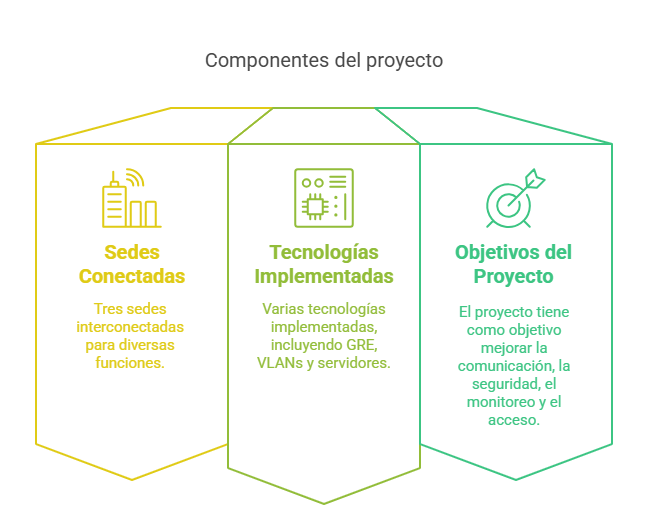 Componentes del proyecto
Sedes
Conectadas
Tres sedes
interconectadas
para diversas
funciones.
Tecnologías
Implementadas
Varias tecnologías
implementadas,
incluyendo GRE,
VLANs y servidores.
Objetivos del
Proyecto
El proyecto tiene
como objetivo
mejorar la
comunicación, la
seguridad, el
monitoreo y el
acceso.